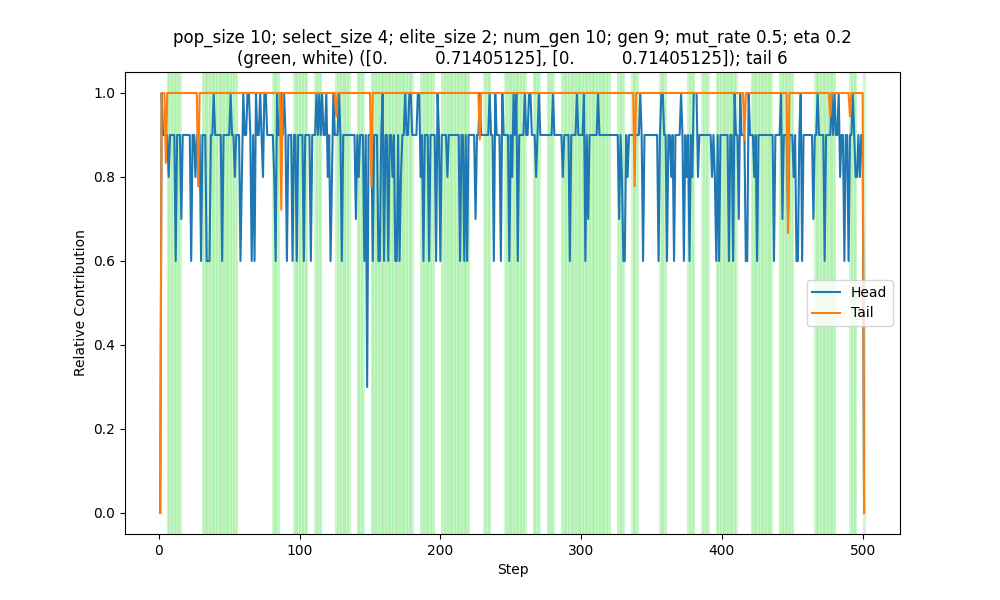 pop_size 10; select_size 4; elite_size 2; num_gen 10; gen 9; mut_rate 0.5; eta 0.2
(green, white) ([0.         0.71405125], [0.         0.71405125]); tail 6
1.0
0.8
0.6
0.4
0.2
0.0
Relative Contribution
Head
Tail
0
100
200
300
400
500
Step